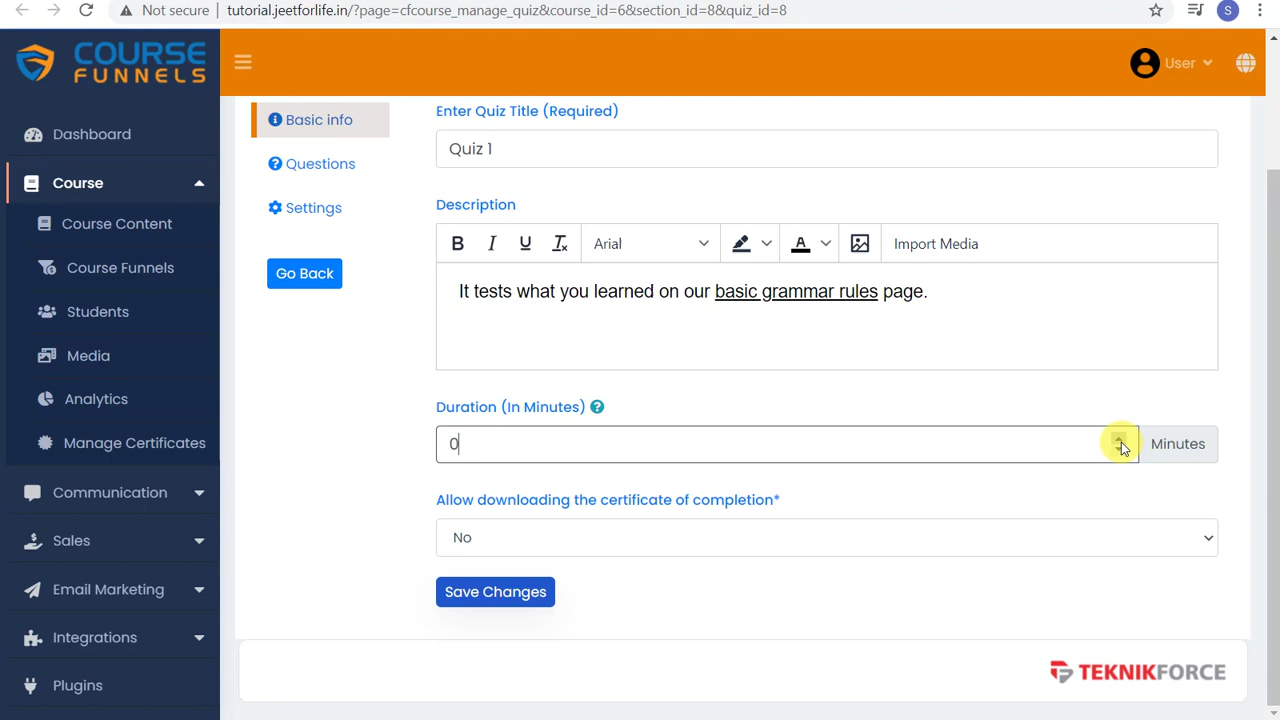 Not secure
tutorial.jeetforlife.in/?page=cfcourse_manage_quiz&course_id=6&section_id=8&quiz_id=8
S
COURSE
FUNNELS
User
Dashboard
Course
Course Content
Course Funnels
Students
Media
Analytics
Manage Certificates
Communication
Sales
Email Marketing
Integrations
Plugins
Basic info
Questions
Settings
Go Back
Enter Quiz Title (Required)
Quiz 1
Description
B I U Tx Arial A Import Media
It tests what you learned on our basic grammar rules page.
Duration (In Minutes) ?
0 Minutes
Allow downloading the certificate of completion*
No
Save Changes
TEKNIKFORCE